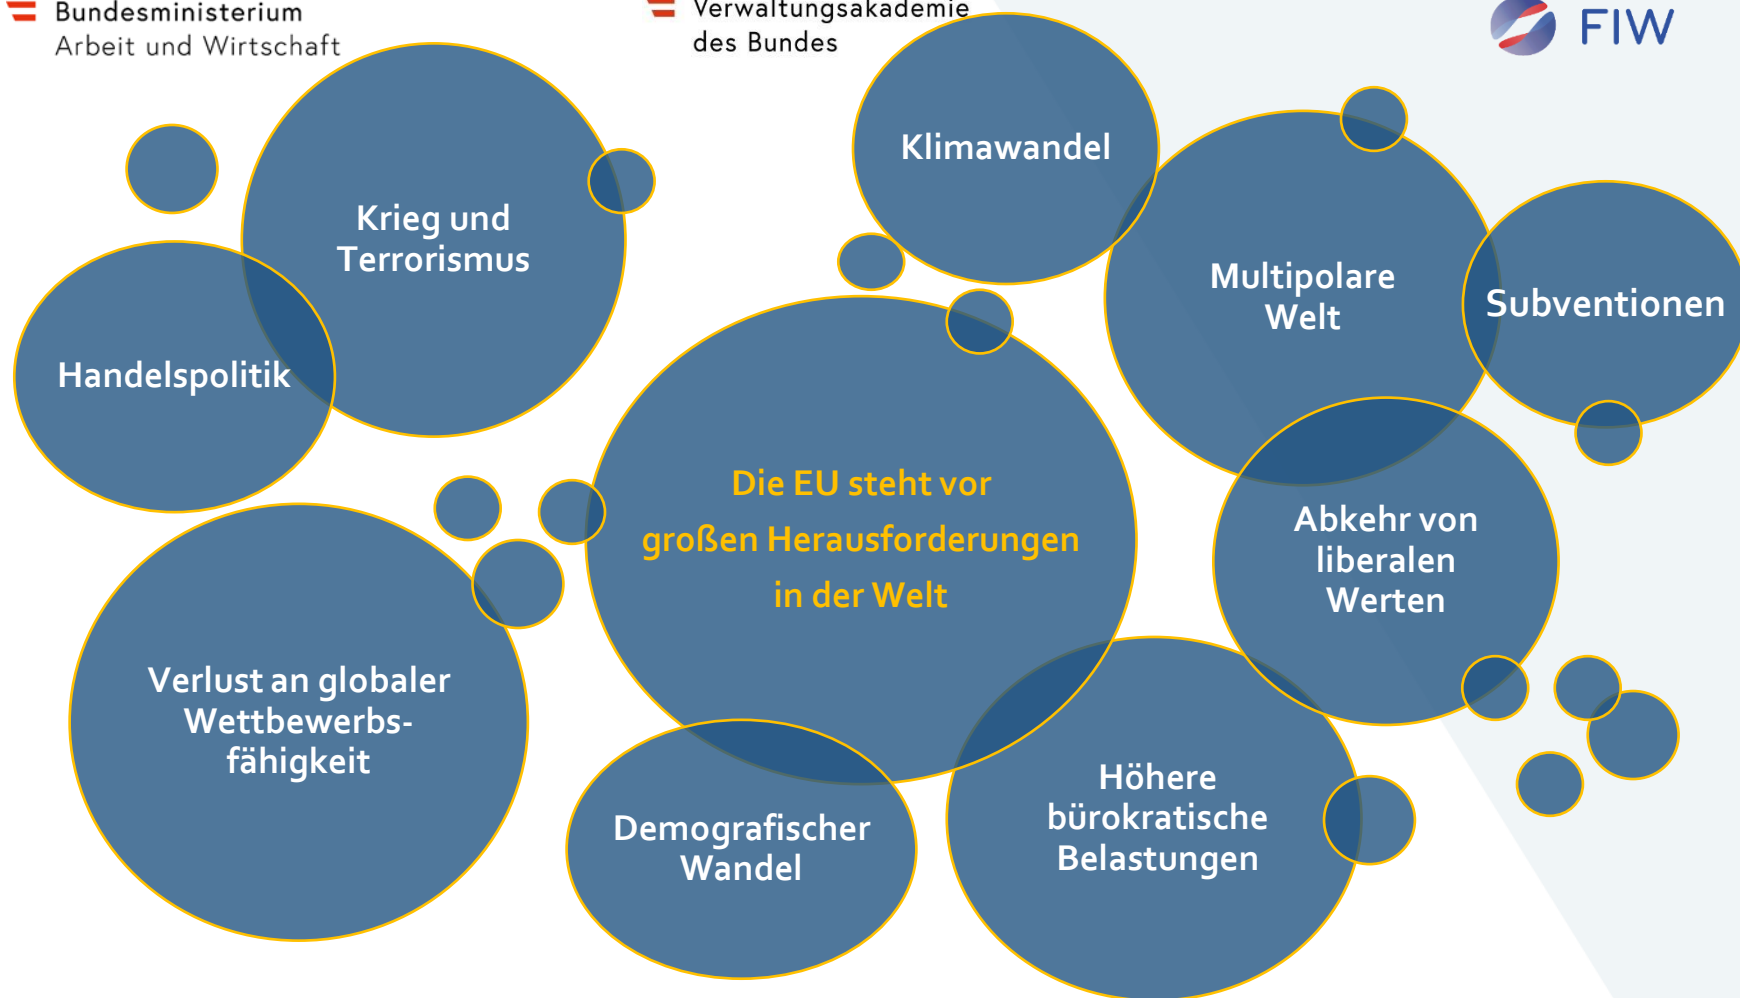 Bundesministerium
Arbeit und Wirtschaft
Verwaltungsakademie
des Bundes
FIW
Klimawandel
Krieg und
Terrorismus
Multipolare
Welt
Subventionen
Handelspolitik
Die EU steht vor
großen Herausforderungen
in der Welt
Abkehr von
liberalen
Werten
Verlust an globaler
Wettbewerbs-
fähigkeit
Demografischer
Wandel
Höhere
bürokratische
Belastungen